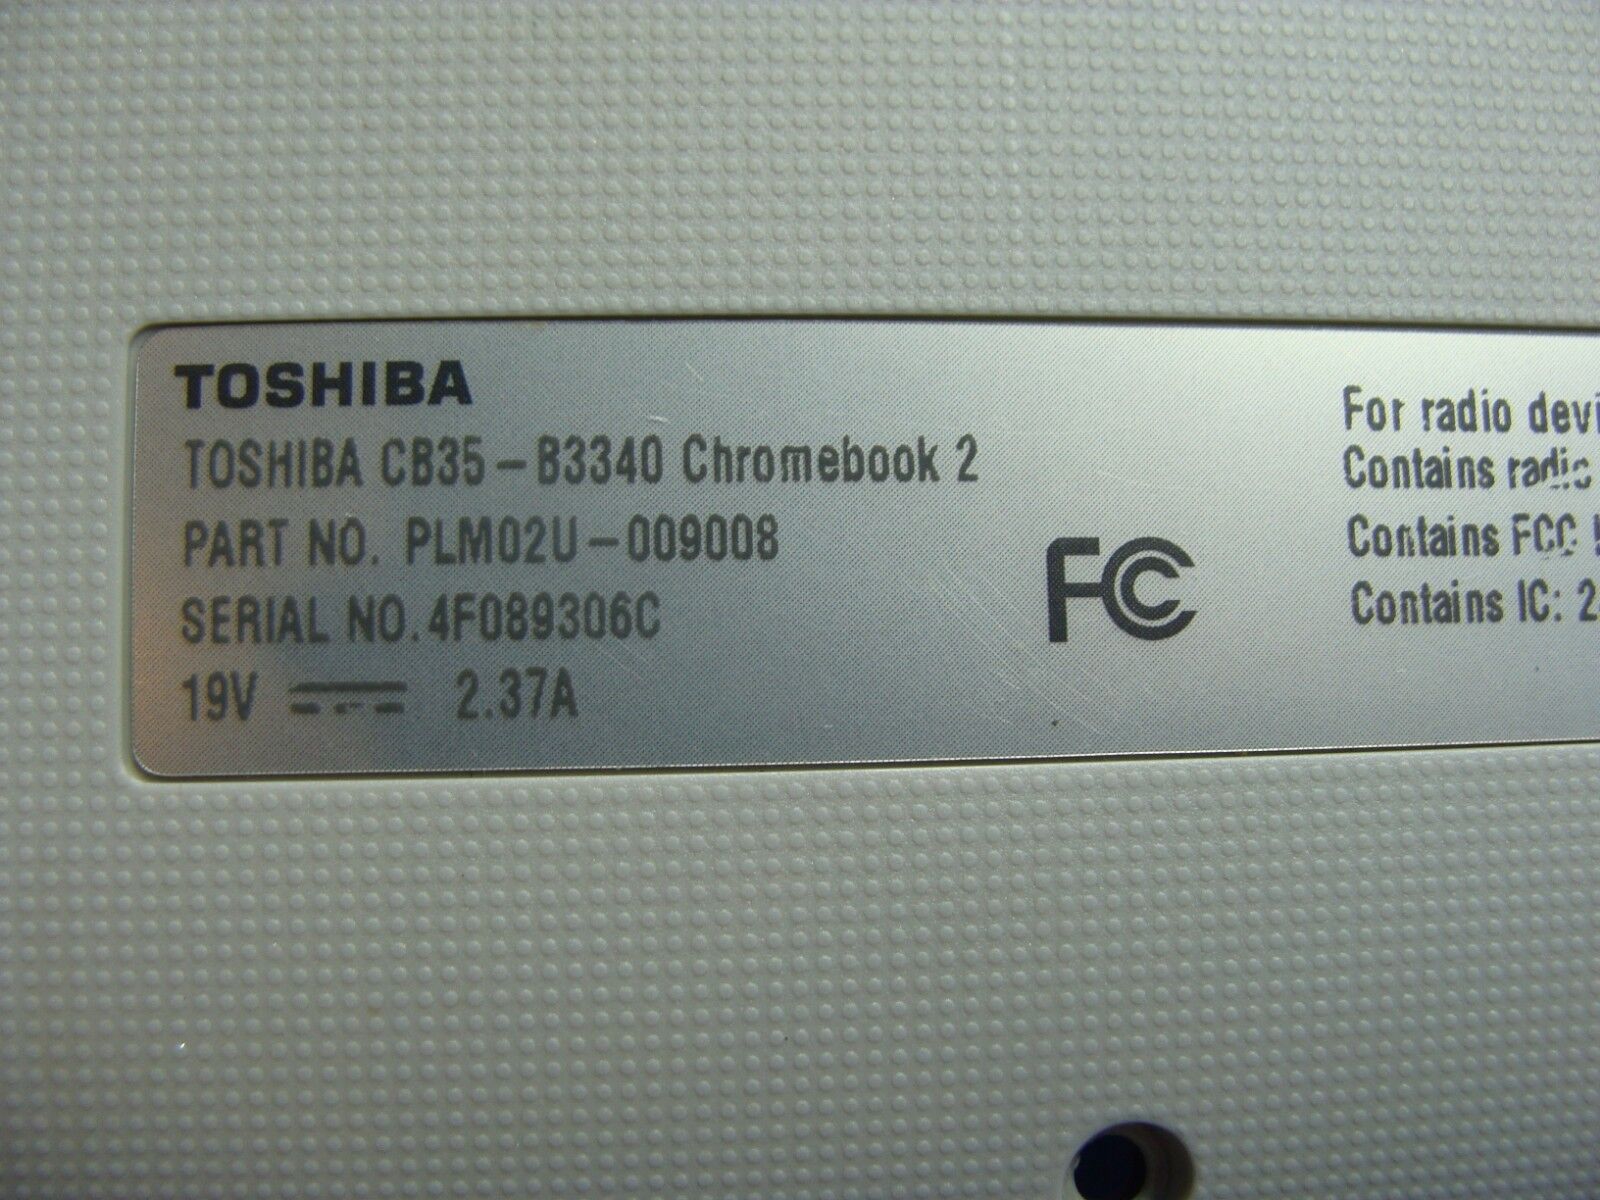 TOSHIBA
TOSHIBA CB35-B3340 Chromebook 2
PART NO. PLM02U-009008
SERIAL NO. 4F089306C
19V ⎓ 2.37A
FC
For radio
Contains
Contains FCC
Contains IC: